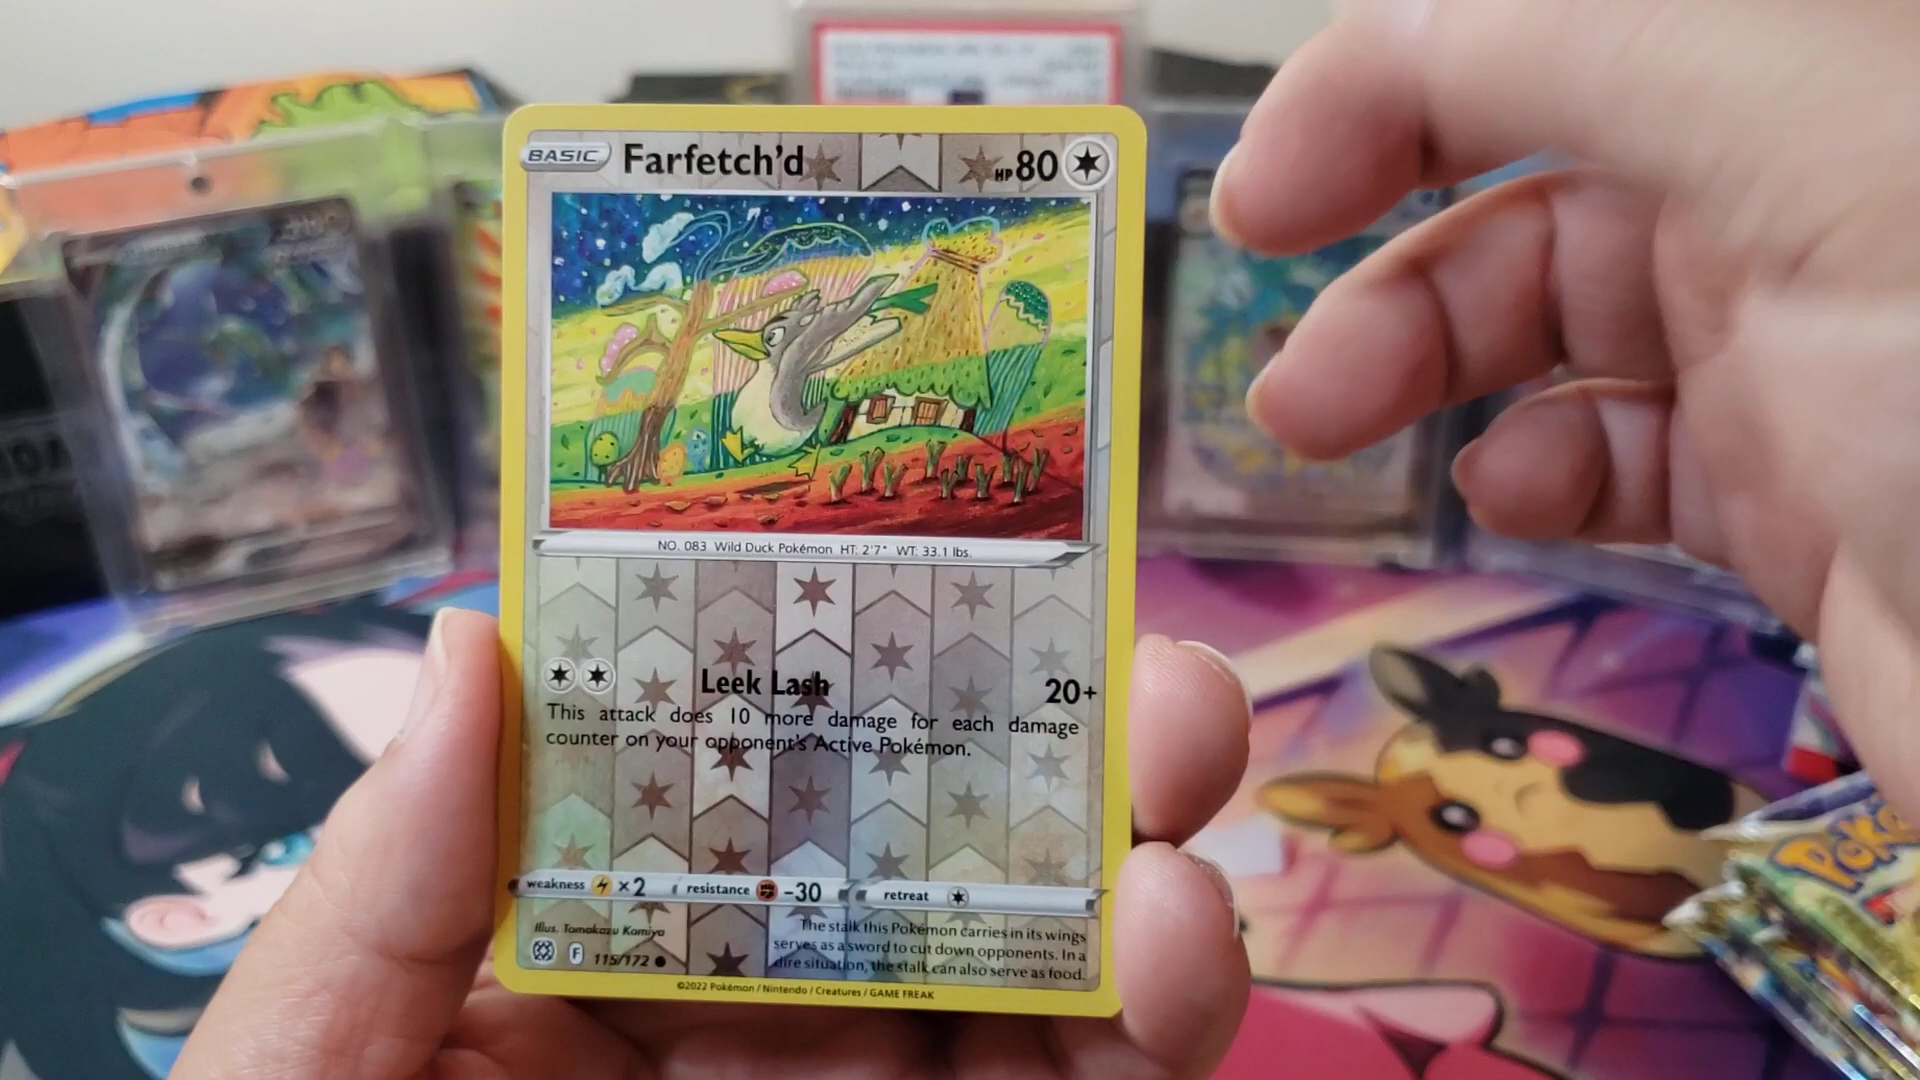 BASIC Farfetch'd HP 80
NO. 083 Wild Duck Pokémon HT: 2'7" WT: 33.1 lbs.
Leek Lash 20+
This attack does 10 more damage for each damage
counter on your opponent's Active Pokémon.
weakness ×2 resistance -30 retreat
Illus. Tomokazu Komiya
The stalk this Pokémon carries in its wings
serves as a sword to cut down opponents. In a
dire situation, the stalk can also serve as food.
F 115/172
©2022 Pokémon / Nintendo / Creatures / GAME FREAK